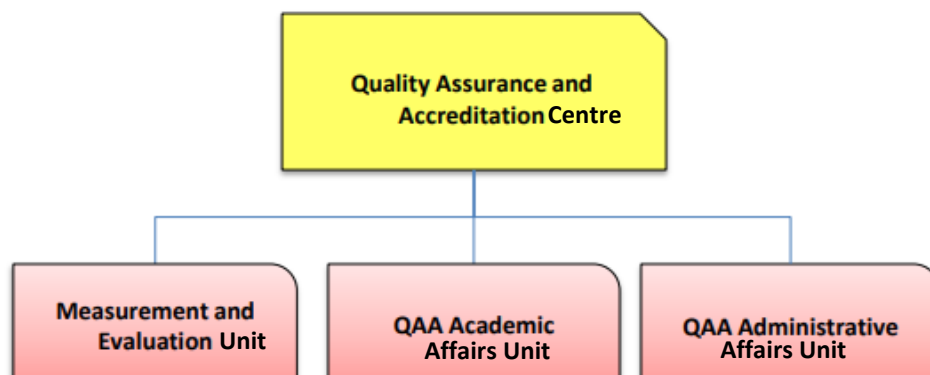 Quality Assurance and
Accreditation Centre
Measurement and
Evaluation Unit
QAA Academic
Affairs Unit
QAA Administrative
Affairs Unit